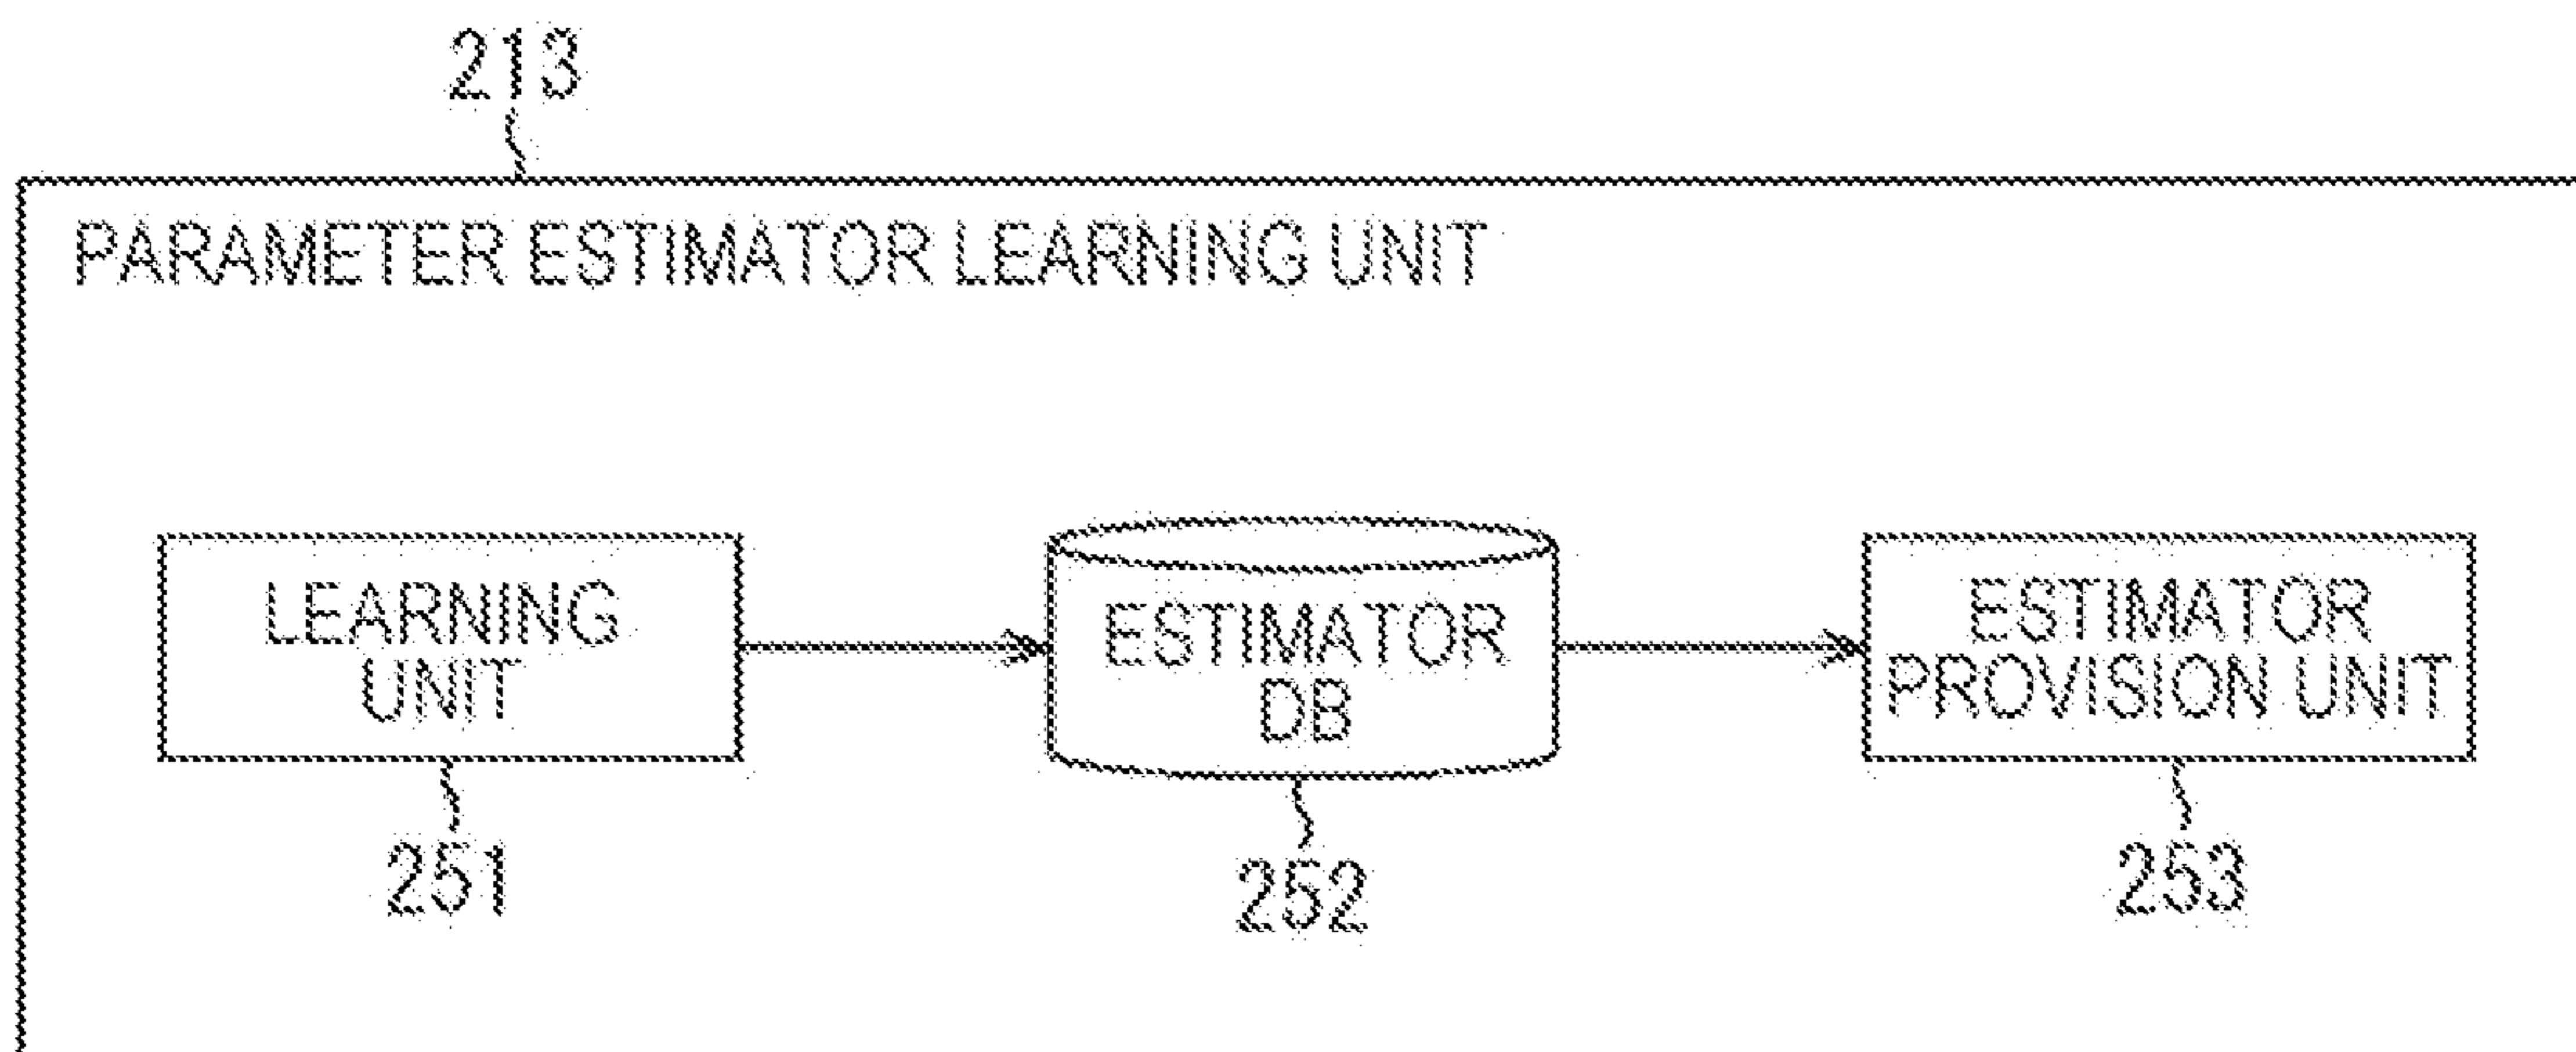 213
PARAMETER ESTIMATOR LEARNING UNIT
LEARNING
UNIT
ESTIMATOR
DB
ESTIMATOR
PROVISION UNIT
251
252
253